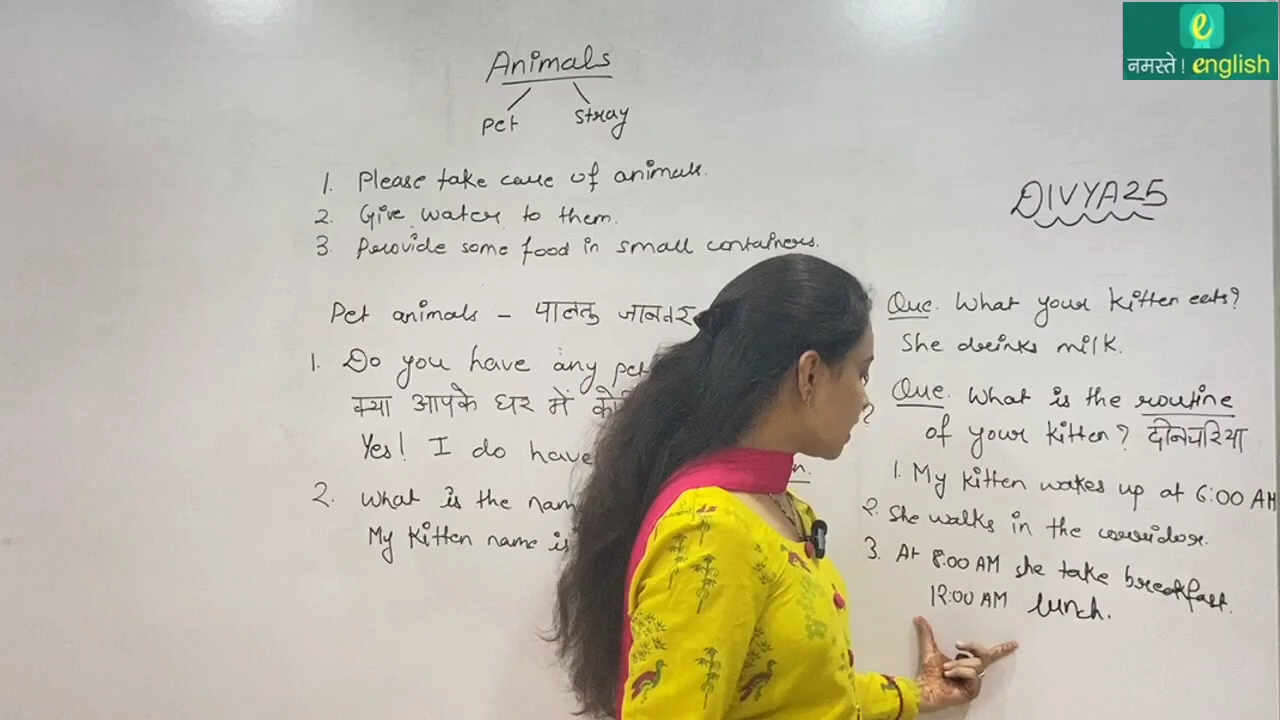 नमस्ते! english
Animals
Pet Stray
1. Please take care of animals.
2. Give water to them.
3. Provide some food in small containers.
Pet animals - पालतु जानवर
1. Do you have any pet
क्या आपके घर में
Yes! I do have
2. What is the name
My kitten name is
DIVYA25
Que. What your kitten eats?
She drinks milk.
Que. What is the routine
of your kitten? दीनचरिया
1. My kitten wakes up at 6:00 AM
2. She walks in the corridor.
3. At 8:00 AM she take breakfast.
12:00 AM lunch.